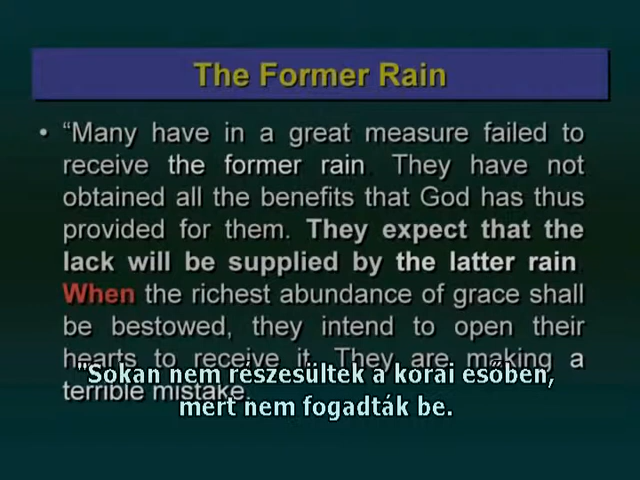 The Former Rain
• “Many have in a great measure failed to
receive the former rain. They have not
obtained all the benefits that God has thus
provided for them. They expect that the
lack will be supplied by the latter rain
When the richest abundance of grace shall
be bestowed, they intend to open their
hearts to receive it. They are making a
terrible mistake.
"Sokan nem részesültek a korai esőben,
mert nem fogadták be.